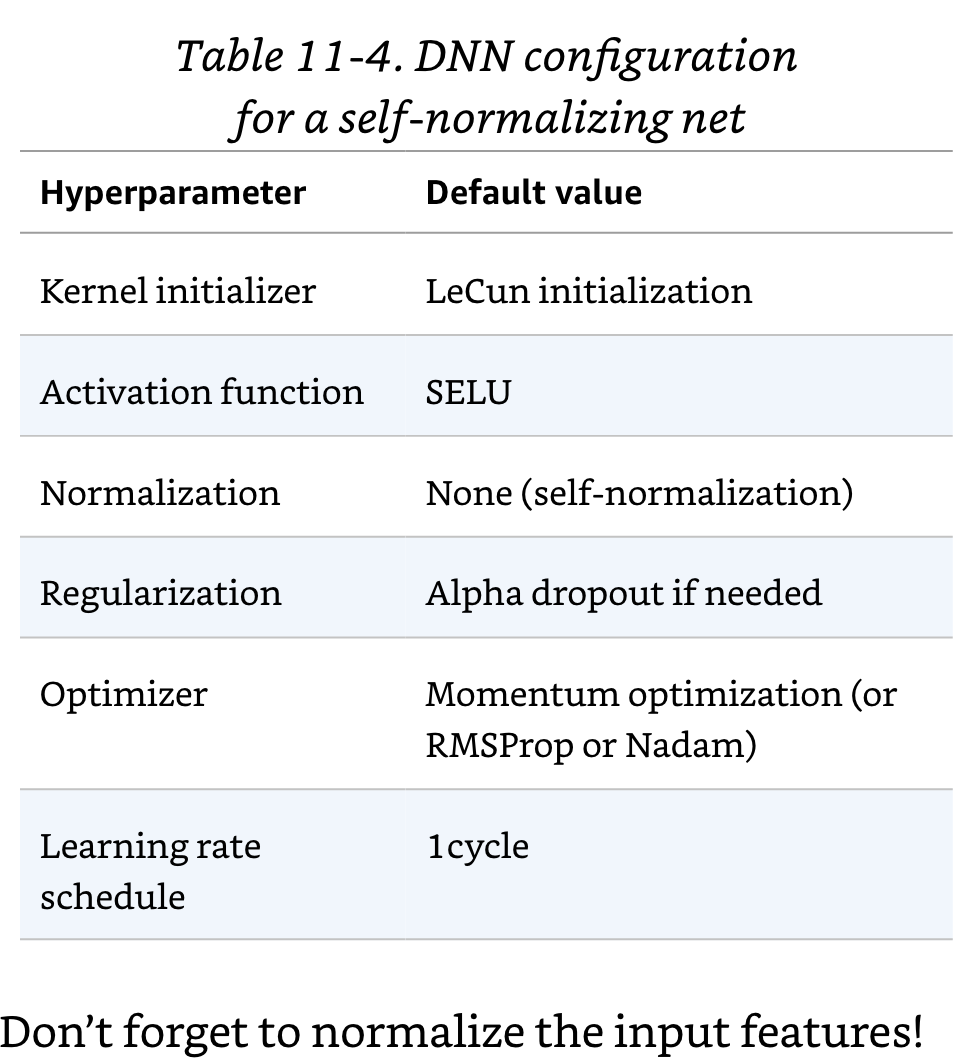 Table 11-4. DNN configuration
for a self-normalizing net
Hyperparameter Default value
Kernel initializer LeCun initialization
Activation function SELU
Normalization None (self-normalization)
Regularization Alpha dropout if needed
Optimizer Momentum optimization (or
RMSProp or Nadam)
Learning rate 1cycle
schedule
Don’t forget to normalize the input features!